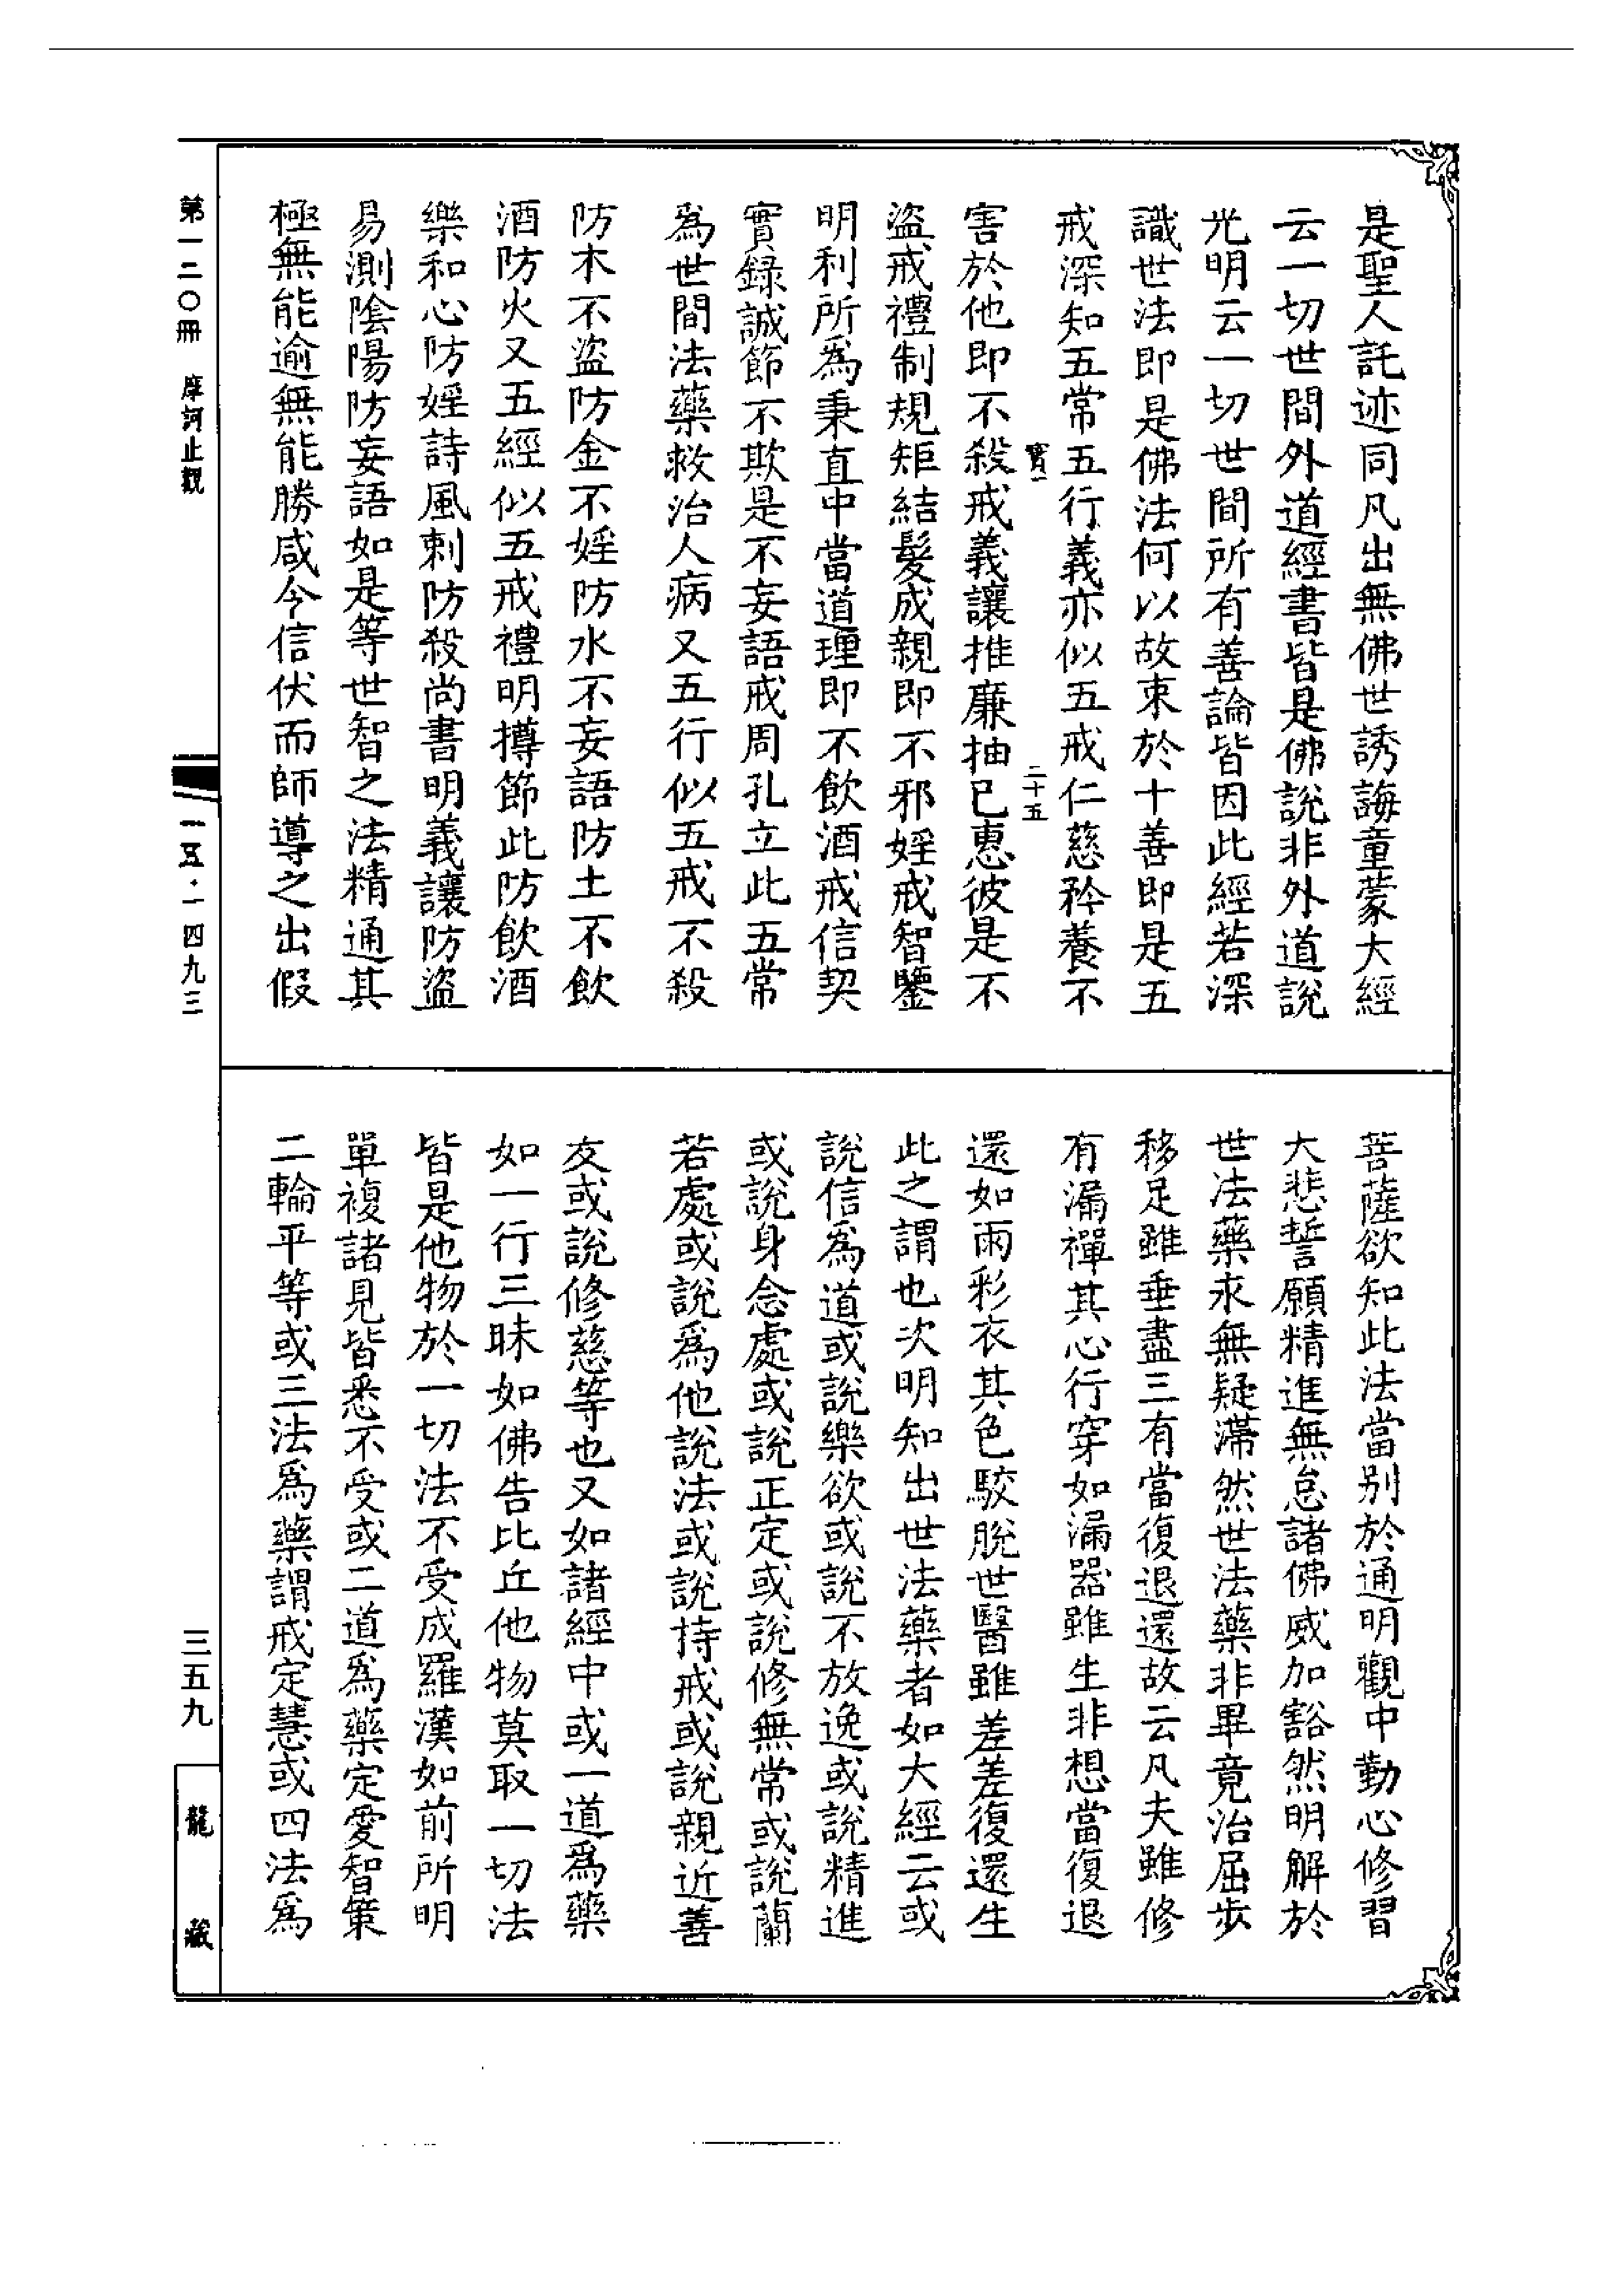 是聖人託迹同凡出無佛世誘誨童蒙大經
云一切世間外道經書皆是佛說非外道說
光明云一切世間所有善論皆因此經若深
識世法即是佛法何以故束於十善即是五
戒深知五常五行義亦似五戒仁慈矜養不
寶一
二十五
害於他即不殺戒義讓推廉抽已惠彼是不
盜戒禮制規矩結髮成親即不邪婬戒智鑒
明利所為秉直中當道理即不飲酒戒信契
實錄誠節不欺是不妄語戒周孔立此五常
為世間法藥救治人病又五行似五戒不殺
防木不盜防金不婬防水不妄語防土不飲
酒防火又五經似五戒禮明撙節此防飲酒
樂和心防婬詩風刺防殺尚書明義讓防盜
易測陰陽防妄語如是等世智之法精通其
極無能逾無能勝咸令信伏而師導之出假
菩薩欲知此法當別於通明觀中勤心修習
大悲誓願精進無怠諸佛威加豁然明解於
世法藥永無疑滯然世法藥非畢竟治屈步
移足雖垂盡三有當復退還故云凡夫雖修
有漏禪其心行穿如漏器雖生非想當復退
還如雨彩衣其色駮脫世醫雖差差復還生
此之謂也次明知出世法藥者如大經云或
說信為道或說樂欲或說不放逸或說精進
或說身念處或說正定或說修無常或說蘭
若處或說為他說法或說持戒或說親近善
友或說修慈等也又如諸經中或一道為藥
如一行三昧如佛告比丘他物莫取一切法
皆是他物於一切法不受成羅漢如前所明
單複諸見皆悉不受或二道為藥定愛智策
二輪平等或三法為藥謂戒定慧或四法為
第一二〇冊 摩訶止觀
一五·一四九三
三五九
龍藏